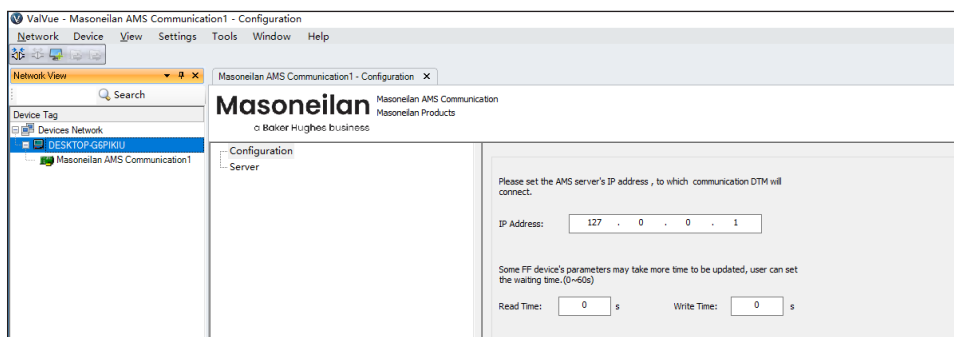 ValVue - Masoneilan AMS Communication1 - Configuration
Network Device View Settings Tools Window Help
Network View
Masoneilan AMS Communication1 - Configuration X
Search
Device Tag
Devices Network
DESKTOP-G6PIKIU
Masoneilan AMS Communication1
Masoneilan
a Baker Hughes business
Masoneilan AMS Communication
Masoneilan Products
Configuration
Server
Please set the AMS server's IP address , to which communication DTM will
connect.
IP Address: 127 . 0 . 0 . 1
Some FF device's parameters may take more time to be updated, user can set
the waiting time.(0~60s)
Read Time: 0 s Write Time: 0 s